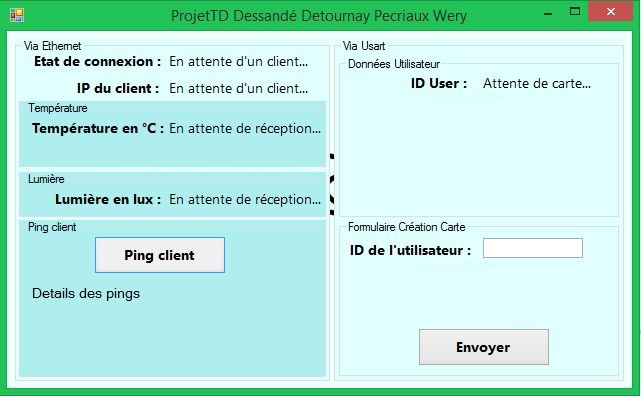 ProjetTD Dessandé Detournay Pecriaux Wery
Via Ethernet
Etat de connexion : En attente d'un client...
IP du client : En attente d'un client...
Température
Température en °C : En attente de réception...
Lumière
Lumière en lux : En attente de réception...
Ping client
Ping client
Details des pings
Via Usart
Données Utilisateur
ID User : Attente de carte...
Formulaire Création Carte
ID de l'utilisateur :
Envoyer